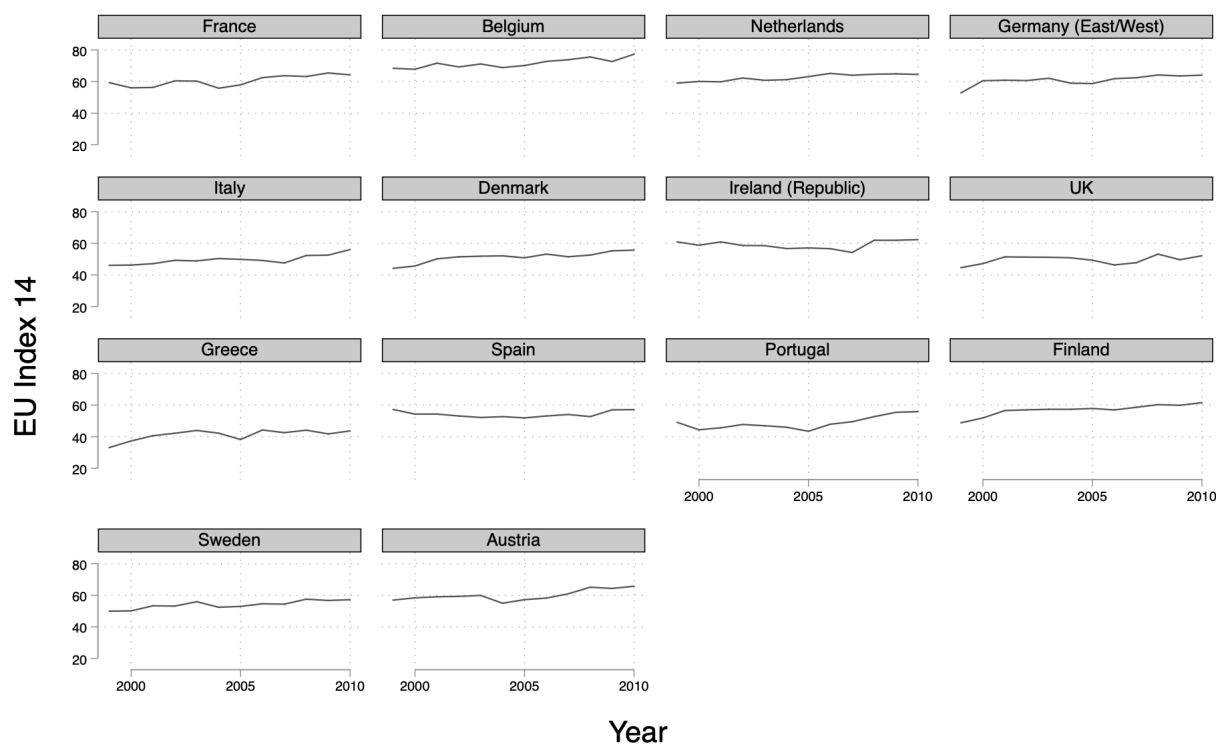 France Belgium Netherlands Germany (East/West)
80
60
40
20
Italy Denmark Ireland (Republic) UK
80
60
40
20
Greece Spain Portugal Finland
80
60
40
20
2000 2005 2010 2000 2005 2010
Sweden Austria
80
60
40
20
2000 2005 2010 2000 2005 2010
EU Index 14
Year